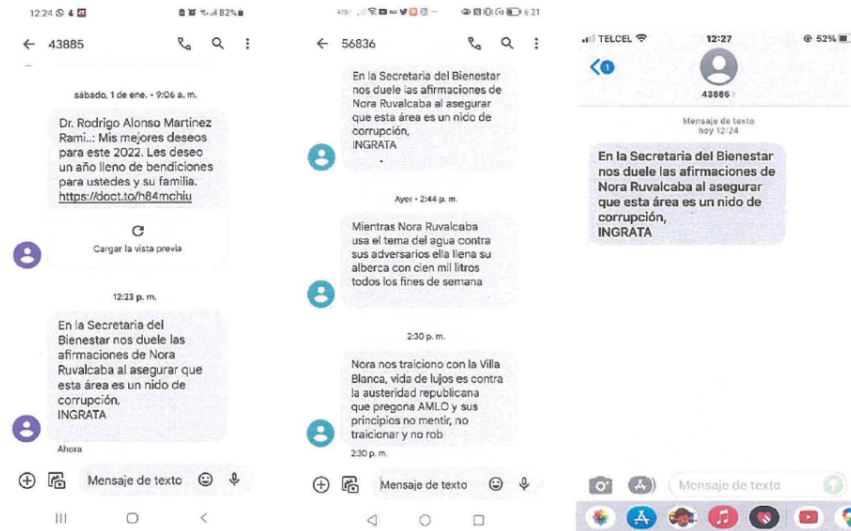 12:24
82%
43885
sábado, 1 de ene. • 9:06 a. m.
Dr. Rodrigo Alonso Martinez
Rami..: Mis mejores deseos
para este 2022. Les deseo
un año lleno de bendiciones
para ustedes y su familia.
https://doct.to/h84mchiu
Cargar la vista previa
12:23 p. m.
En la Secretaria del
Bienestar nos duele las
afirmaciones de Nora
Ruvalcaba al asegurar que
esta área es un nido de
corrupción,
INGRATA
Ahora
Mensaje de texto
AT&T
6:21
56836
En la Secretaria del Bienestar
nos duele las afirmaciones de
Nora Ruvalcaba al asegurar
que esta área es un nido de
corrupción,
INGRATA
.
Ayer • 2:44 p. m.
Mientras Nora Ruvalcaba
usa el tema del agua contra
sus adversarios ella llena su
alberca con cien mil litros
todos los fines de semana
2:30 p. m.
Nora nos traiciono con la Villa
Blanca, vida de lujos es contra
la austeridad republicana
que pregona AMLO y sus
principios no mentir, no
traicionar y no rob
2:30 p. m.
Mensaje de texto
TELCEL
12:27
52%
1
43886
Mensaje de texto
hoy 12:24
En la Secretaria del Bienestar
nos duele las afirmaciones de
Nora Ruvalcaba al asegurar
que esta área es un nido de
corrupción,
INGRATA
Mensaje de texto